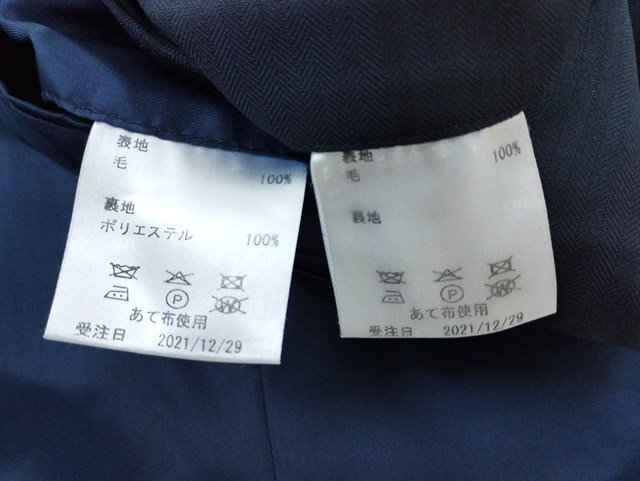 表地
毛
100%
裏地
ポリエステル 100%
P
W
あて布使用
受注日 2021/12/29
表地
毛 100%
裏地
P
W
あて布使用
受注日 2021/12/29